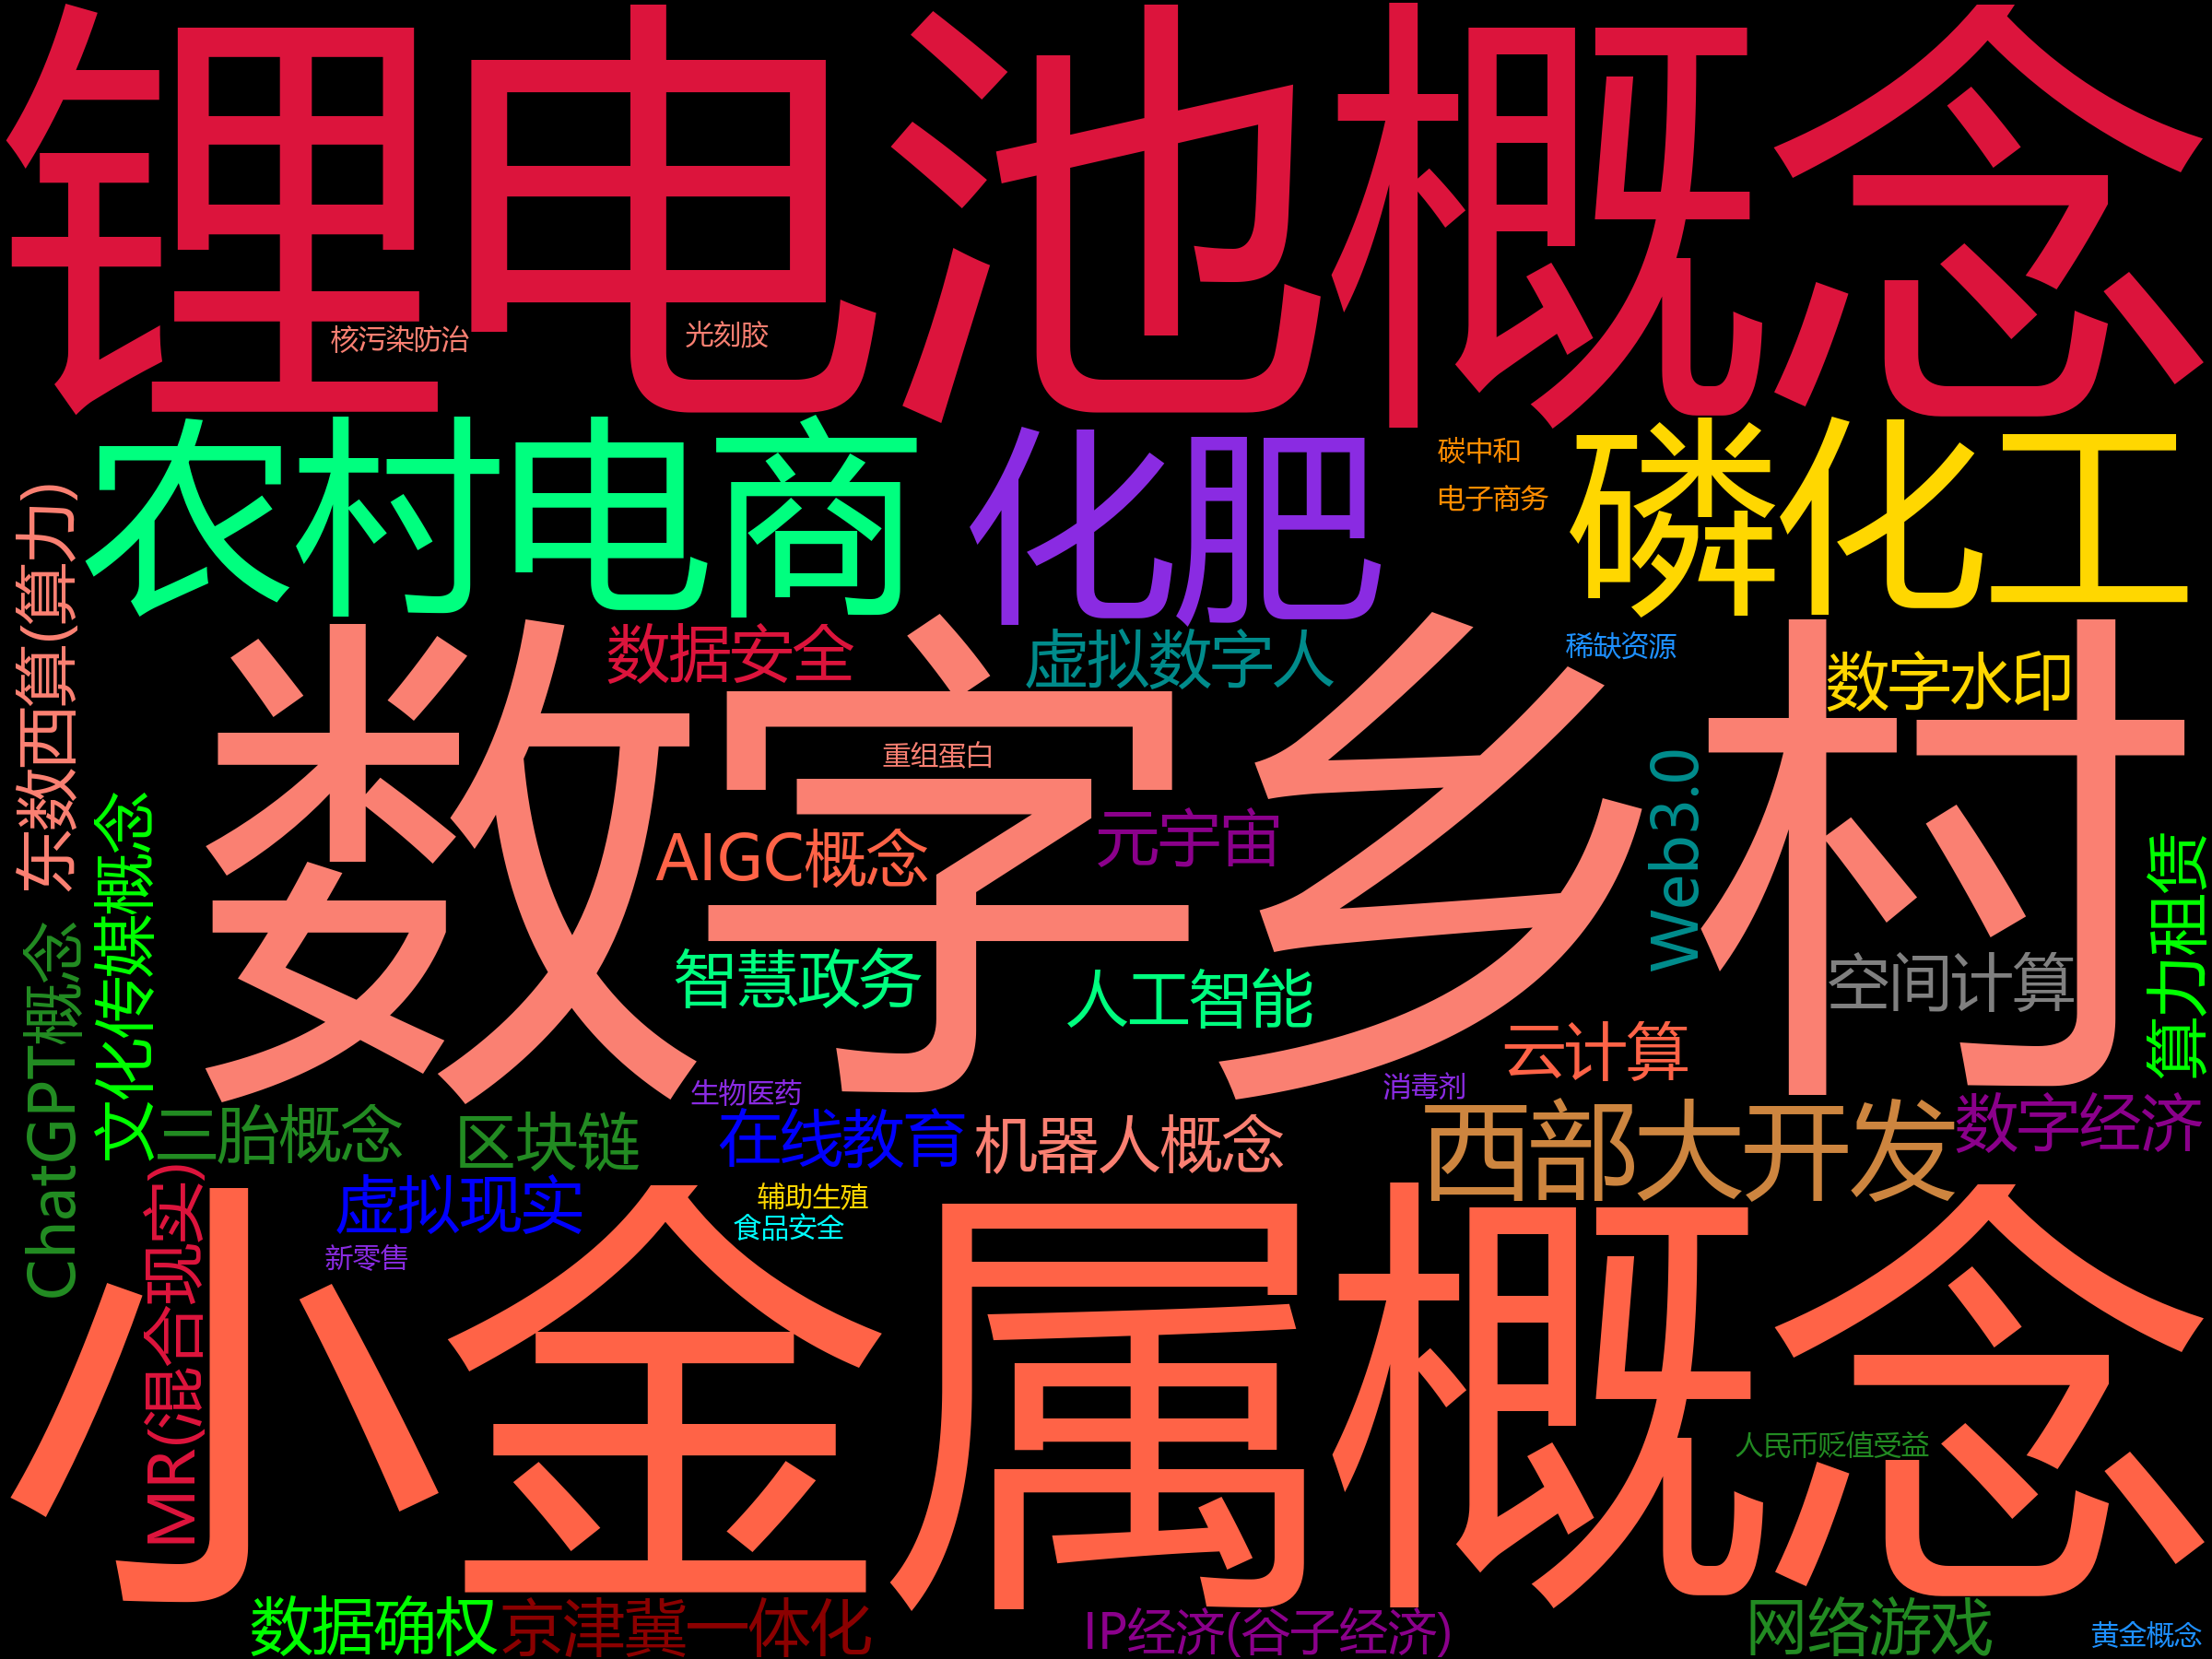 锂电池概念
核污染防治
光刻胶
农村电商
化肥
碳中和
电子商务
磷化工
东数西算(算力)
数据安全
虚拟数字人
稀缺资源
数字水印
数字乡村
重组蛋白
Web3.0
文化传媒概念
AIGC概念
元宇宙
算力租赁
ChatGPT概念
智慧政务
人工智能
空间计算
云计算
生物医药
消毒剂
三胎概念
区块链
在线教育
机器人概念
西部大开发
数字经济
MR(混合现实)
虚拟现实
辅助生殖
食品安全
新零售
小金属概念
人民币贬值受益
数据确权
京津冀一体化
IP经济(谷子经济)
网络游戏
黄金概念